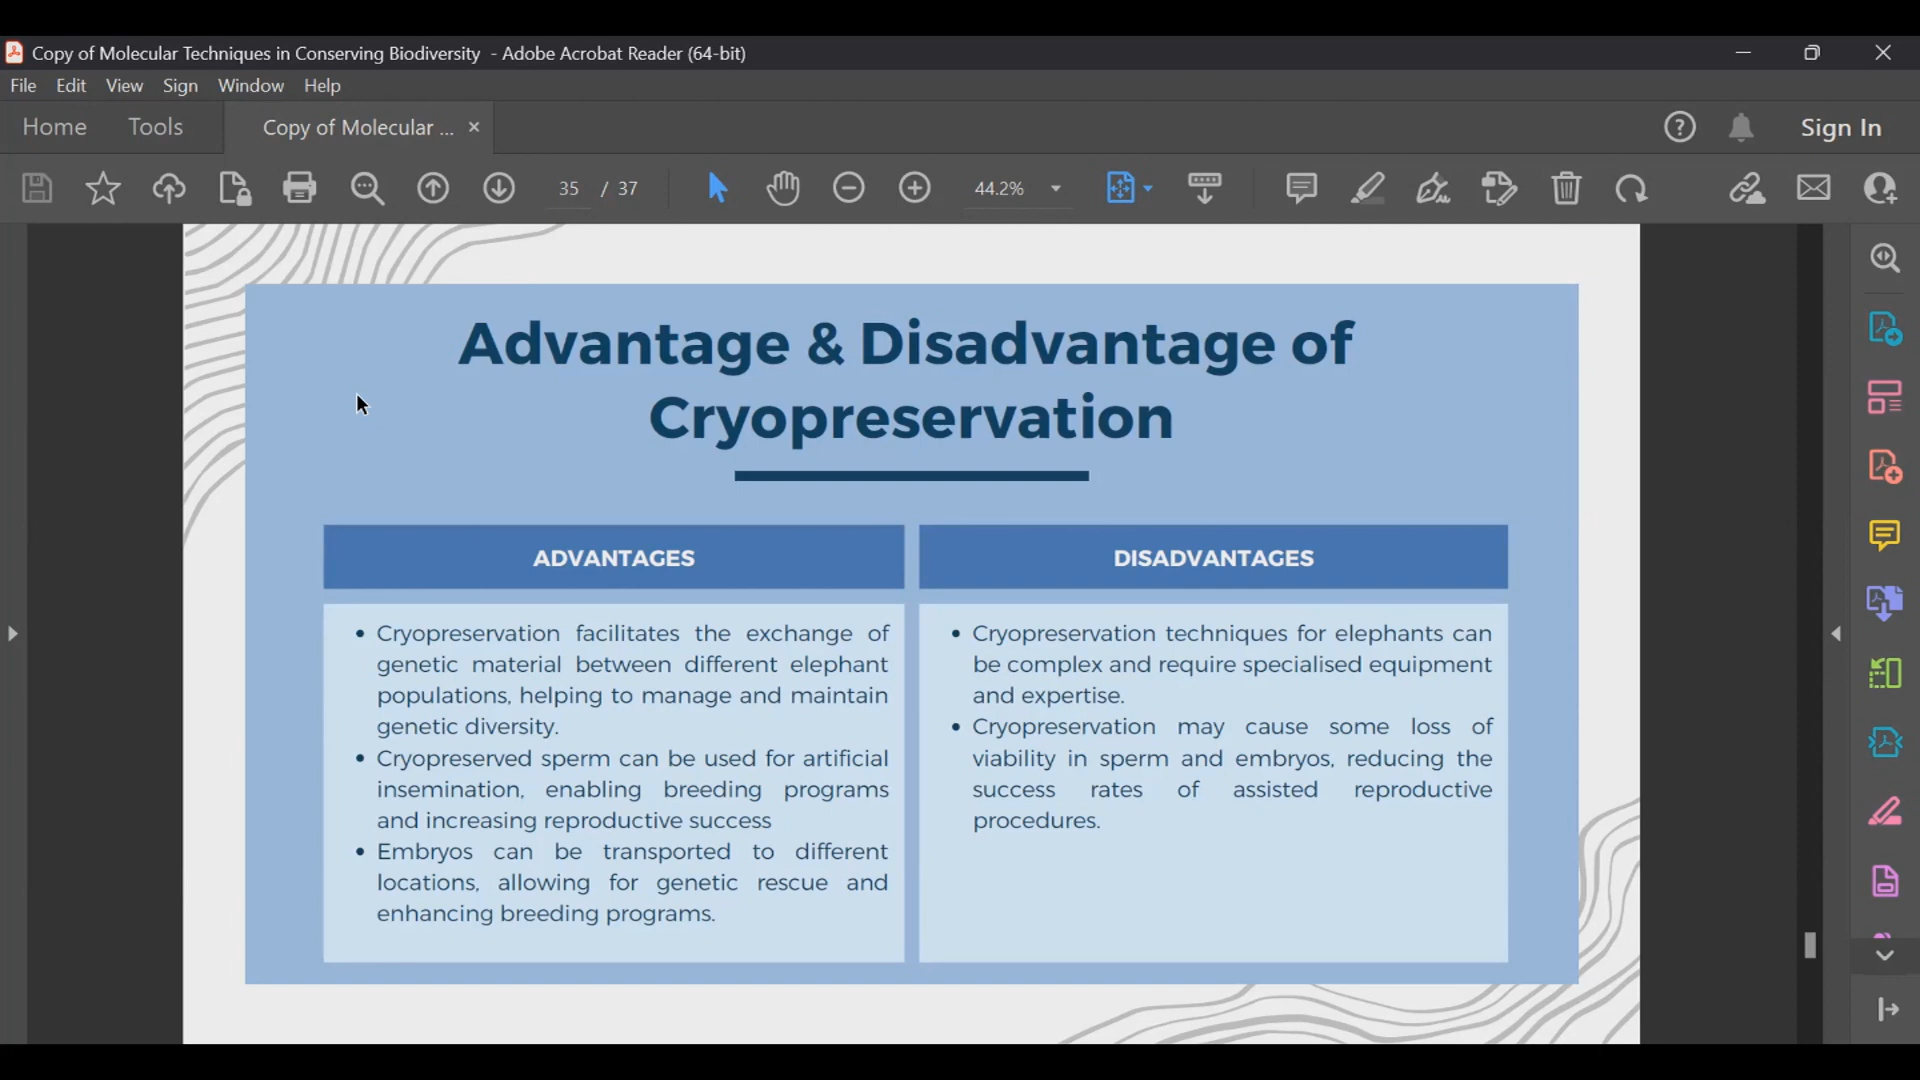 Copy of Molecular Techniques in Conserving Biodiversity - Adobe Acrobat Reader (64-bit)
File Edit View Sign Window Help
Home Tools Copy of Molecular ... Sign In
35 / 37 44.2%
Advantage & Disadvantage of
Cryopreservation
ADVANTAGES
• Cryopreservation facilitates the exchange of
genetic material between different elephant
populations, helping to manage and maintain
genetic diversity.
• Cryopreserved sperm can be used for artificial
insemination, enabling breeding programs
and increasing reproductive success
• Embryos can be transported to different
locations, allowing for genetic rescue and
enhancing breeding programs.
DISADVANTAGES
• Cryopreservation techniques for elephants can
be complex and require specialised equipment
and expertise.
• Cryopreservation may cause some loss of
viability in sperm and embryos, reducing the
success rates of assisted reproductive
procedures.